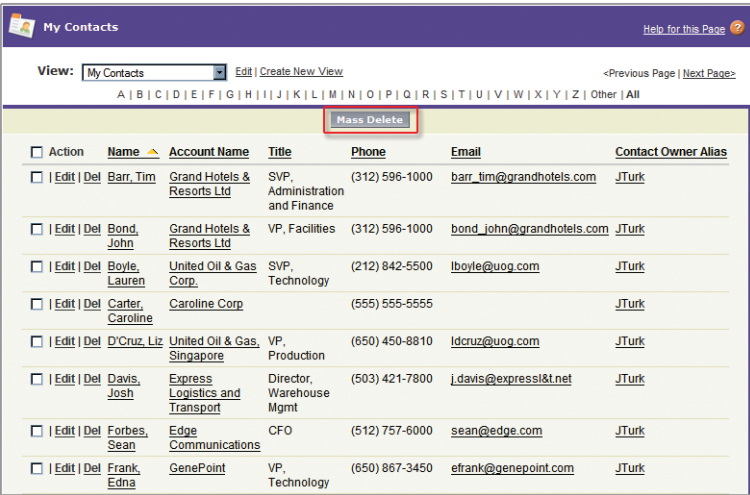 My Contacts
Help for this Page ?
View: My Contacts Edit | Create New View <Previous Page | Next Page>
A | B | C | D | E | F | G | H | I | J | K | L | M | N | O | P | Q | R | S | T | U | V | W | X | Y | Z | Other | All
Mass Delete
Action Name Account Name Title Phone Email Contact Owner Alias
| Edit | Del Barr, Tim Grand Hotels & SVP, (312) 596-1000 barr_tim@grandhotels.com JTurk
Resorts Ltd Administration
and Finance
| Edit | Del Bond, Grand Hotels & VP, Facilities (312) 596-1000 bond_john@grandhotels.com JTurk
John Resorts Ltd
| Edit | Del Boyle, United Oil & Gas SVP, (212) 842-5500 lboyle@uog.com JTurk
Lauren Corp. Technology
| Edit | Del Carter, Caroline Corp (555) 555-5555 JTurk
Caroline
| Edit | Del D'Cruz, Liz United Oil & Gas, VP, (650) 450-8810 ldcruz@uog.com JTurk
Singapore Production
| Edit | Del Davis, Express Director, (503) 421-7800 j.davis@expressl&t.net JTurk
Josh Logistics and Warehouse
Transport Mgmt
| Edit | Del Forbes, Edge CFO (512) 757-6000 sean@edge.com JTurk
Sean Communications
| Edit | Del Frank, GenePoint VP, (650) 867-3450 efrank@genepoint.com JTurk
Edna Technology